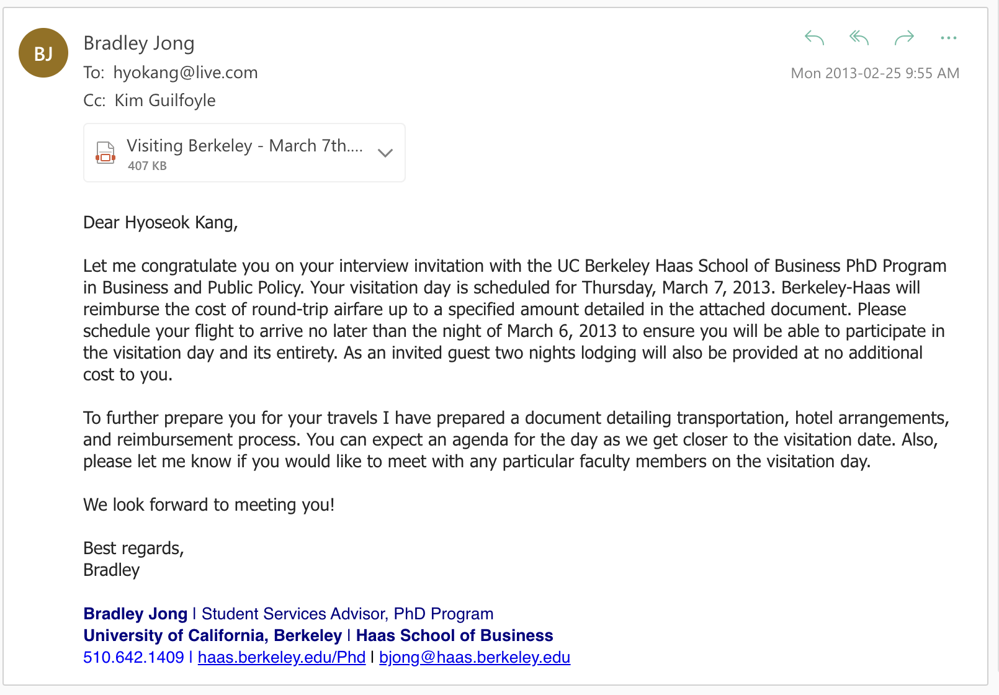 BJ
Bradley Jong
To: hyokang@live.com
Mon 2013-02-25 9:55 AM
Cc: Kim Guilfoyle
Visiting Berkeley - March 7th....
407 KB
Dear Hyoseok Kang,
Let me congratulate you on your interview invitation with the UC Berkeley Haas School of Business PhD Program
in Business and Public Policy. Your visitation day is scheduled for Thursday, March 7, 2013. Berkeley-Haas will
reimburse the cost of round-trip airfare up to a specified amount detailed in the attached document. Please
schedule your flight to arrive no later than the night of March 6, 2013 to ensure you will be able to participate in
the visitation day and its entirety. As an invited guest two nights lodging will also be provided at no additional
cost to you.
To further prepare you for your travels I have prepared a document detailing transportation, hotel arrangements,
and reimbursement process. You can expect an agenda for the day as we get closer to the visitation date. Also,
please let me know if you would like to meet with any particular faculty members on the visitation day.
We look forward to meeting you!
Best regards,
Bradley
Bradley Jong | Student Services Advisor, PhD Program
University of California, Berkeley | Haas School of Business
510.642.1409 | haas.berkeley.edu/Phd | bjong@haas.berkeley.edu